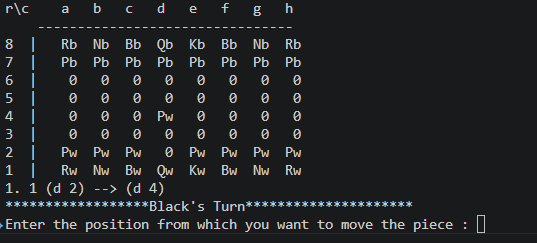 r\c    a   b   c   d   e   f   g   h
--------------------------------
8  |   Rb  Nb  Bb  Qb  Kb  Bb  Nb  Rb
7  |   Pb  Pb  Pb  Pb  Pb  Pb  Pb  Pb
6  |    0   0   0   0   0   0   0   0
5  |    0   0   0   0   0   0   0   0
4  |    0   0   0  Pw   0   0   0   0
3  |    0   0   0   0   0   0   0   0
2  |   Pw  Pw  Pw   0  Pw  Pw  Pw  Pw
1  |   Rw  Nw  Bw  Qw  Kw  Bw  Nw  Rw
1. 1 (d 2) --> (d 4)
******************Black's Turn*********************
Enter the position from which you want to move the piece :